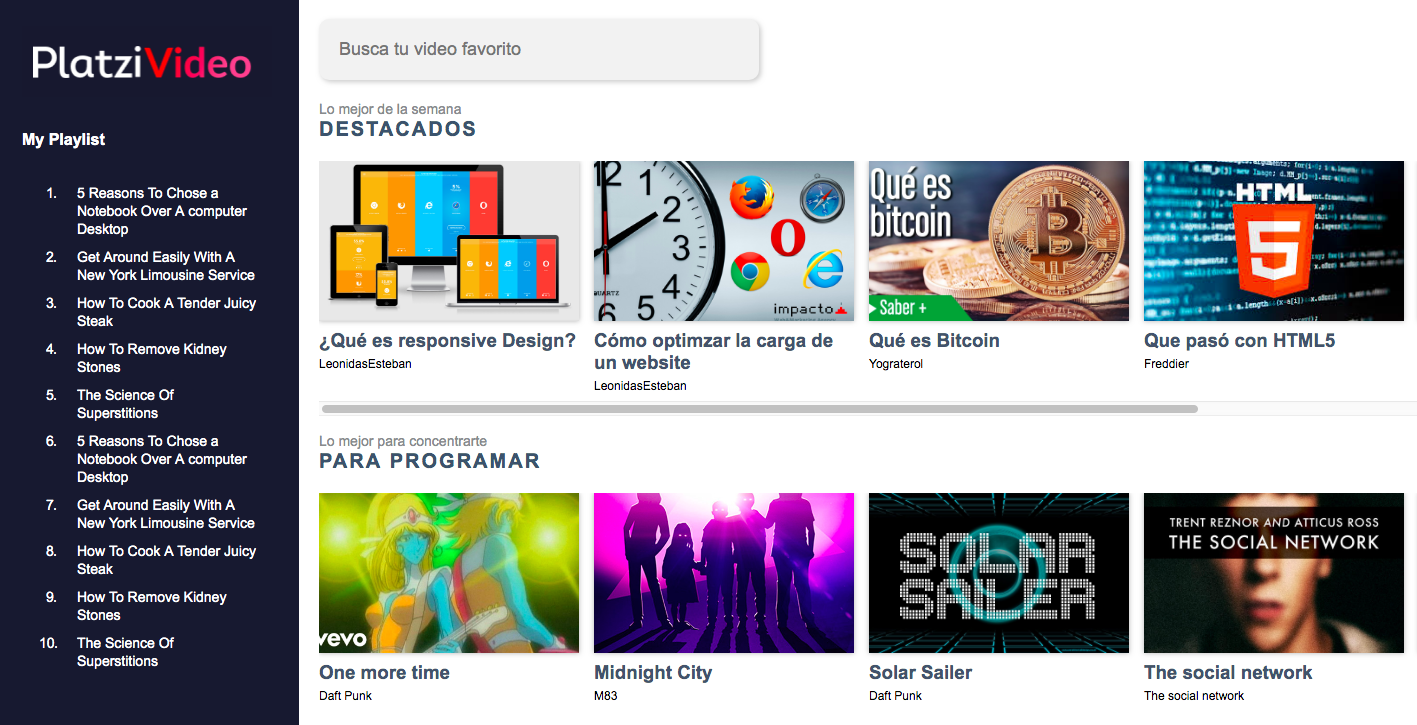 PlatziVideo
My Playlist
1. 5 Reasons To Chose a
Notebook Over A computer
Desktop
2. Get Around Easily With A
New York Limousine Service
3. How To Cook A Tender Juicy
Steak
4. How To Remove Kidney
Stones
5. The Science Of
Superstitions
6. 5 Reasons To Chose a
Notebook Over A computer
Desktop
7. Get Around Easily With A
New York Limousine Service
8. How To Cook A Tender Juicy
Steak
9. How To Remove Kidney
Stones
10. The Science Of
Superstitions
Busca tu video favorito
Lo mejor de la semana
DESTACADOS
12
1
2
3
4
5
6
QUARTZ
impacto
Qué es
bitcoin
Saber +
HTML
5
¿Qué es responsive Design?
LeonidasEsteban
Cómo optimzar la carga de
un website
LeonidasEsteban
Qué es Bitcoin
Yograterol
Que pasó con HTML5
Freddier
Lo mejor para concentrarte
PARA PROGRAMAR
vevo
SOLAR
SAILER
TRENT REZNOR AND ATTICUS ROSS
THE SOCIAL NETWORK
One more time
Daft Punk
Midnight City
M83
Solar Sailer
Daft Punk
The social network
The social network